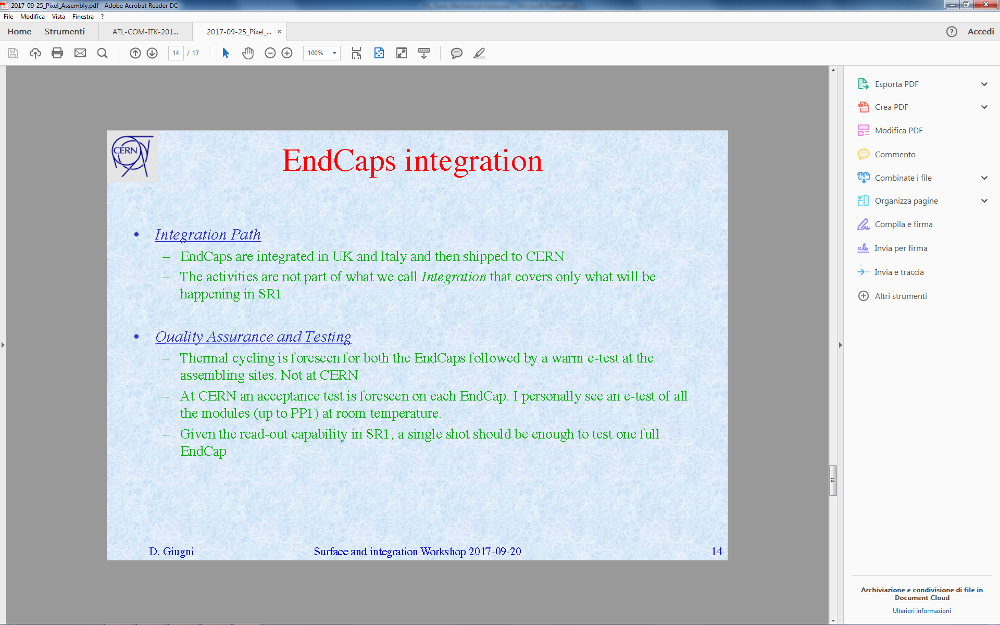 2017-09-25_Pixel_Assembly.pdf - Adobe Acrobat Reader DC
File Modifica Vista Finestra ?
Home Strumenti ATL-COM-ITK-201... 2017-09-25_Pixel_... × ? Accedi
14 / 17 100%
Esporta PDF
Crea PDF
Modifica PDF
Commento
Combinate i file
Organizza pagine
Compila e firma
Invia per firma
Invia e traccia
Altri strumenti
CERN
EndCaps integration
• Integration Path
– EndCaps are integrated in UK and Italy and then shipped to CERN
– The activities are not part of what we call Integration that covers only what will be
happening in SR1
• Quality Assurance and Testing
– Thermal cycling is foreseen for both the EndCaps followed by a warm e-test at the
assembling sites. Not at CERN
– At CERN an acceptance test is foreseen on each EndCap. I personally see an e-test of all
the modules (up to PP1) at room temperature.
– Given the read-out capability in SR1, a single shot should be enough to test one full
EndCap
D. Giugni Surface and integration Workshop 2017-09-20 14
Archiviazione e condivisione di file in
Document Cloud
Ulteriori informazioni